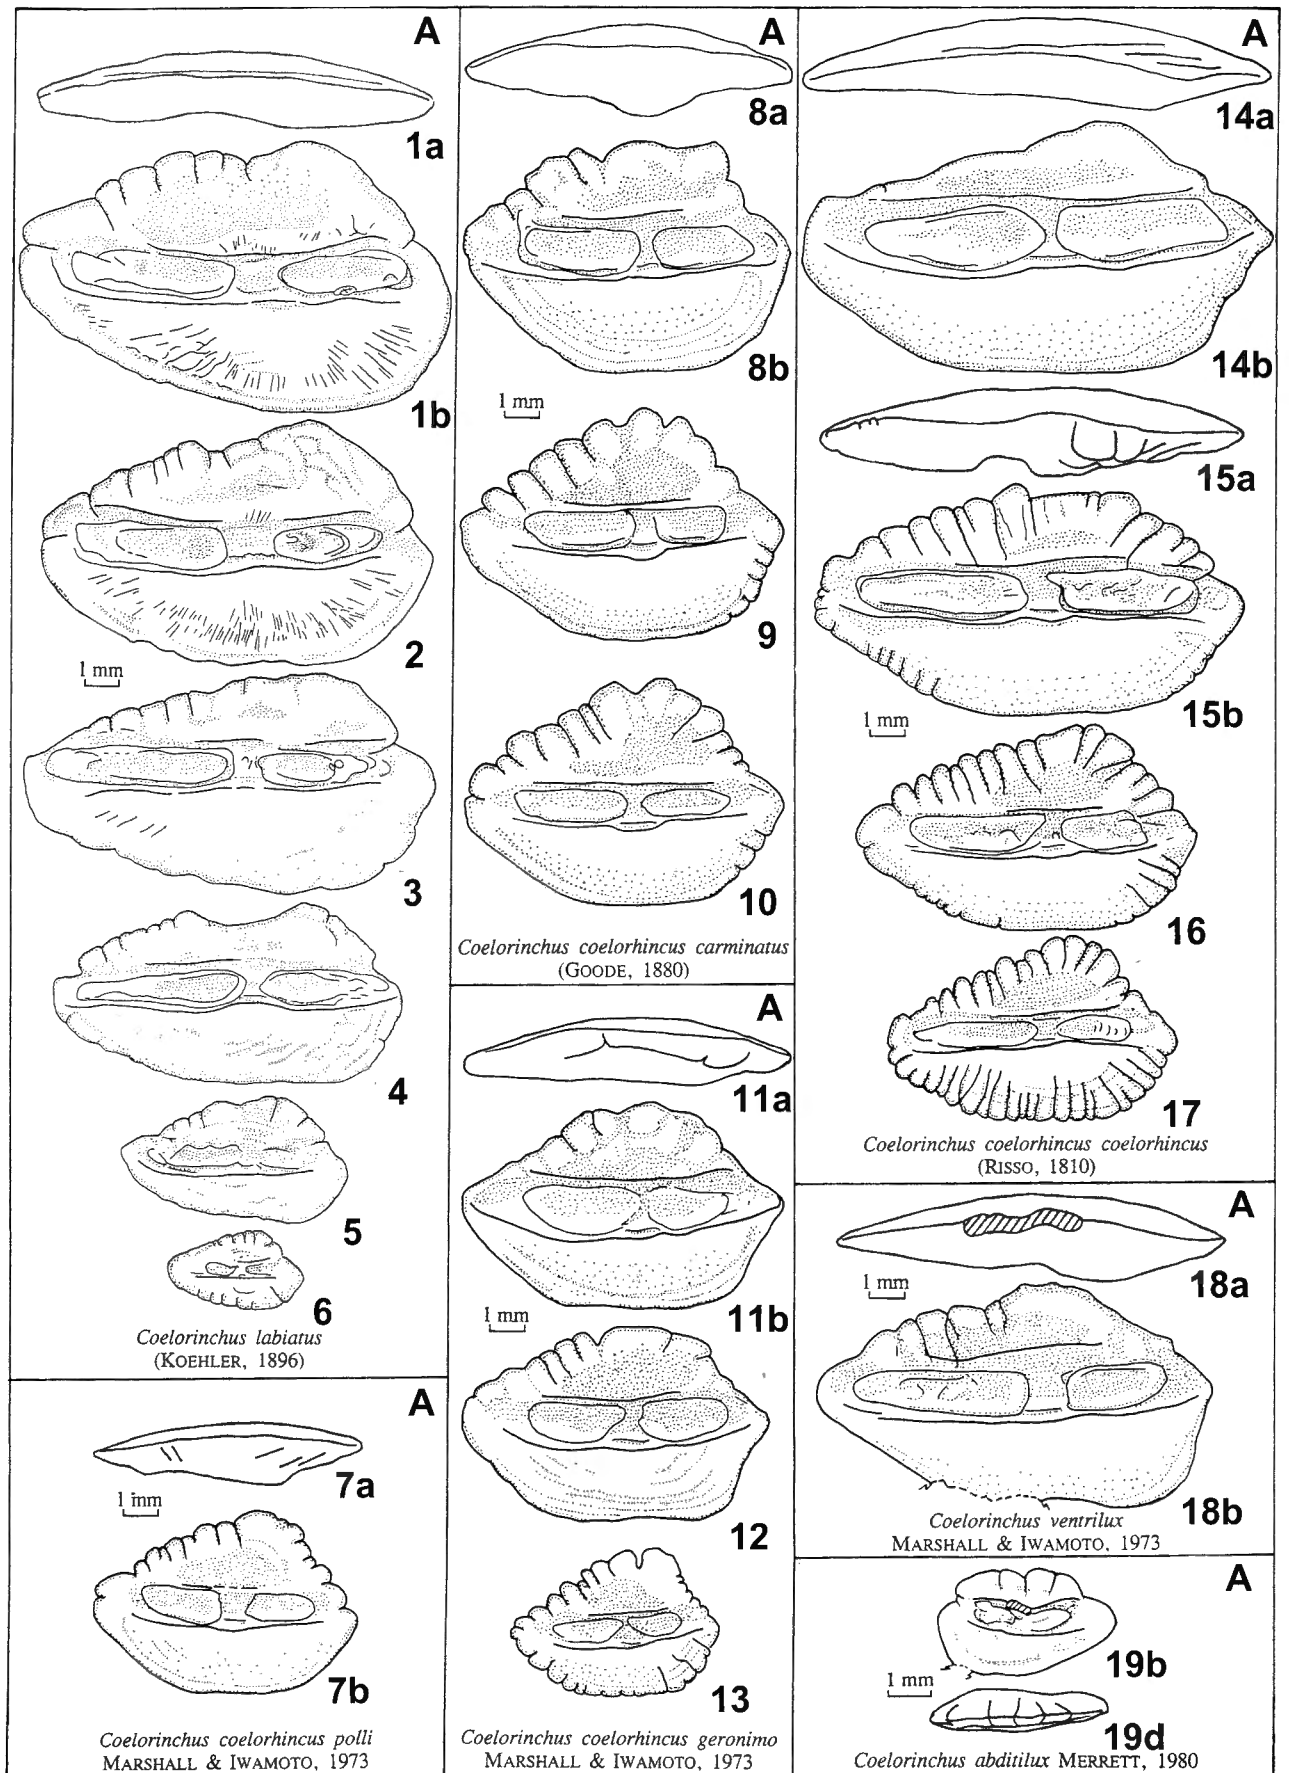 A
1a
1b
2
1 mm
3
4
5
6
Coelorinchus labiatus
(KOEHLER, 1896)
A
7a
1 mm
7b
Coelorinchus coelorhincus polli
MARSHALL & IWAMOTO, 1973
A
8a
8b
1 mm
9
10
Coelorinchus coelorhincus carminatus
(GOODE, 1880)
A
11a
11b
1 mm
12
13
Coelorinchus coelorhincus geronimo
MARSHALL & IWAMOTO, 1973
A
14a
14b
15a
15b
1 mm
16
17
Coelorinchus coelorhincus coelorhincus
(RISSO, 1810)
A
18a
1 mm
18b
Coelorinchus ventrilux
MARSHALL & IWAMOTO, 1973
A
19b
1 mm
19d
Coelorinchus abditilux MERRETT, 1980